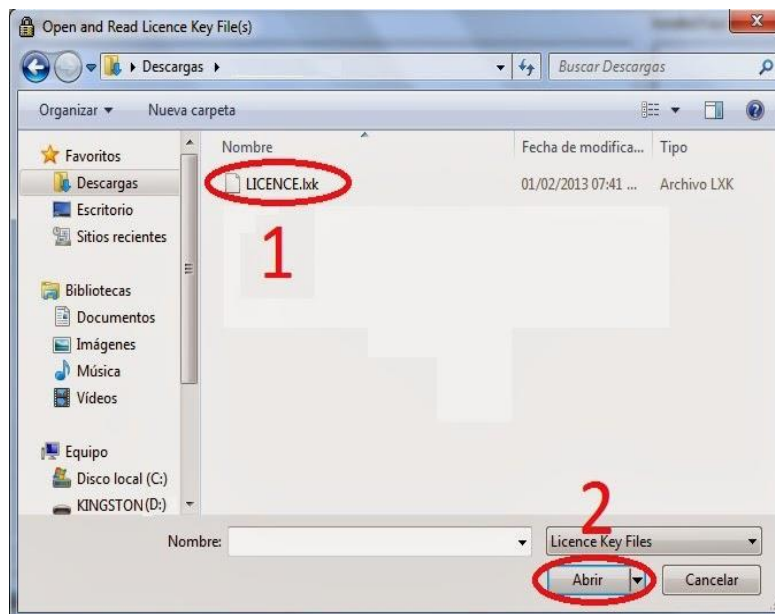 Open and Read Licence Key File(s)
x
Descargas
Buscar Descargas
Organizar
Nueva carpeta
Nombre
Fecha de modifica...
Tipo
Favoritos
Descargas
Escritorio
Sitios recientes
Bibliotecas
Documentos
Imágenes
Música
Vídeos
Equipo
Disco local (C:)
KINGSTON (D:)
LICENCE.lxk
01/02/2013 07:41 ...
Archivo LXK
1
2
Nombre:
Licence Key Files
Abrir
Cancelar